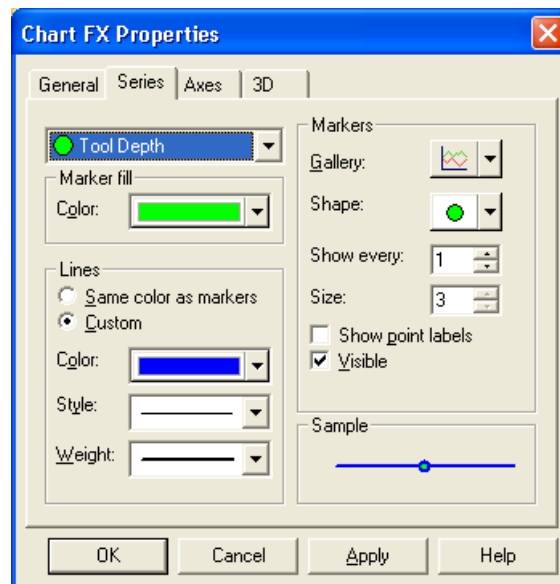 Chart FX Properties
General
Series
Axes
3D
Tool Depth
Marker fill
Color:
Lines
Same color as markers
Custom
Color:
Style:
Weight:
Markers
Gallery:
Shape:
Show every:
1
Size:
3
Show point labels
Visible
Sample
OK
Cancel
Apply
Help